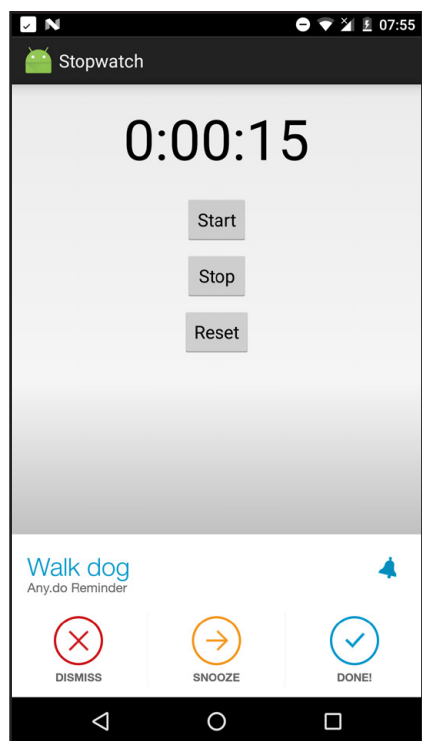 07:55
Stopwatch
0:00:15
Start
Stop
Reset
Walk dog
Any.do Reminder
DISMISS SNOOZE DONE!